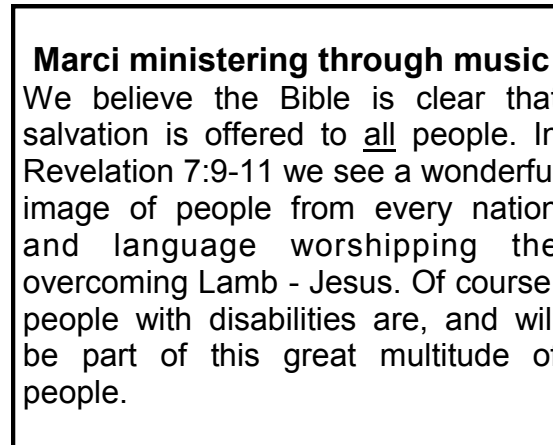 Marci ministering through music
We believe the Bible is clear that
salvation is offered to all people. In
Revelation 7:9-11 we see a wonderful
image of people from every nation
and language worshipping the
overcoming Lamb - Jesus. Of course,
people with disabilities are, and will
be part of this great multitude of
people.